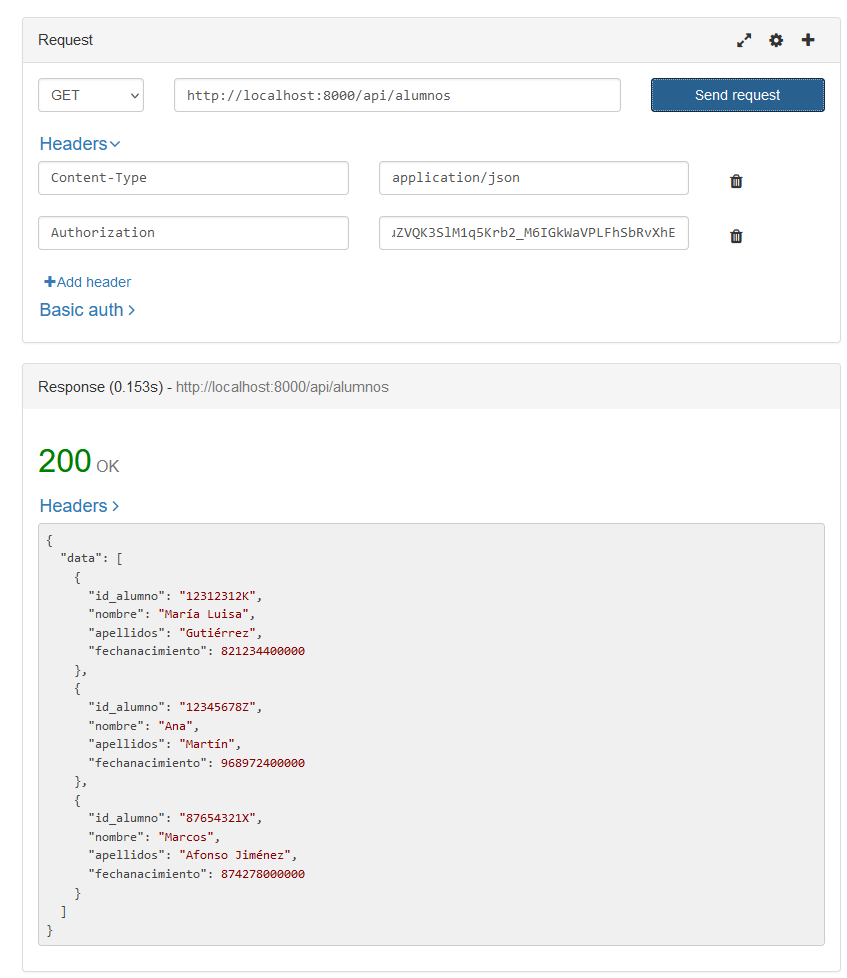 Request
GET http://localhost:8000/api/alumnos Send request
Headers
Content-Type application/json
Authorization ZVQK3SlM1q5Krb2_M6IGkWaVPLFhSbRvXhE
Add header
Basic auth
Response (0.153s) - http://localhost:8000/api/alumnos
200 OK
Headers
{
  "data": [
    {
      "id_alumno": "12312312K",
      "nombre": "María Luisa",
      "apellidos": "Gutiérrez",
      "fechanacimiento": 821234400000
    },
    {
      "id_alumno": "12345678Z",
      "nombre": "Ana",
      "apellidos": "Martín",
      "fechanacimiento": 968972400000
    },
    {
      "id_alumno": "87654321X",
      "nombre": "Marcos",
      "apellidos": "Afonso Jiménez",
      "fechanacimiento": 874278000000
    }
  ]
}